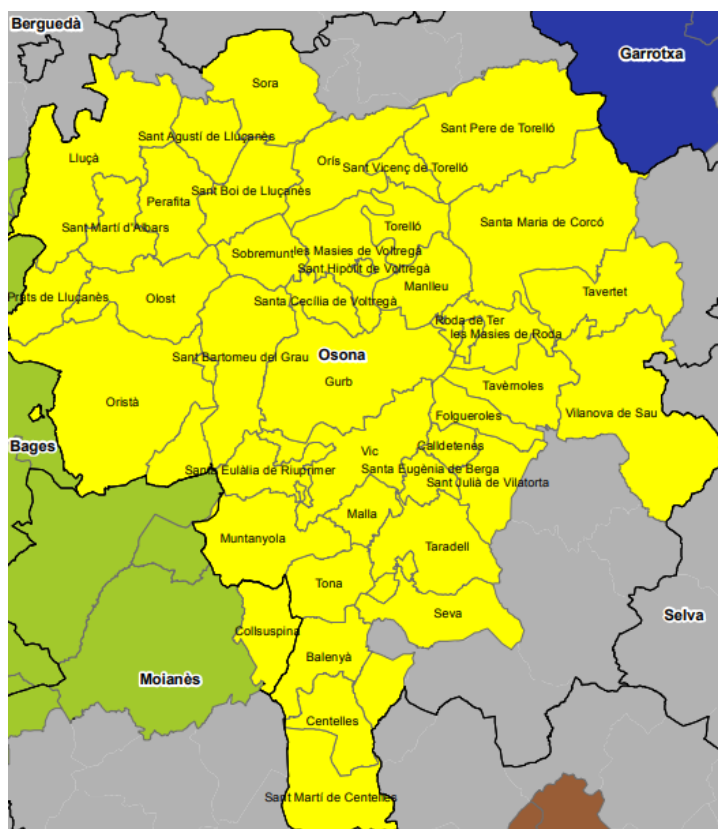 Berguedà
Garrotxa
Sora
Sant Pere de Torelló
Sant Agustí de Lluçanès
Lluçà
Orís
Sant Vicenç de Torelló
Sant Boi de Lluçanès
Perafita
Santa Maria de Corcó
Sant Martí d'Albars
Torelló
Sobremunt
les Masies de Voltregà
Sant Hipòlit de Voltregà
Manlleu
Tavertet
Prats de Lluçanès
Olost
Santa Cecília de Voltregà
Roda de Ter
les Masies de Roda
Sant Bartomeu del Grau
Osona
Gurb
Tavèrnoles
Oristà
Folgueroles
Vilanova de Sau
Bages
Vic
Calldetenes
Santa Eulàlia de Riuprimer
Santa Eugènia de Berga
Sant Julià de Vilatorta
Malla
Muntanyola
Taradell
Tona
Seva
Selva
Collsuspina
Balenyà
Moianès
Centelles
Sant Martí de Centelles